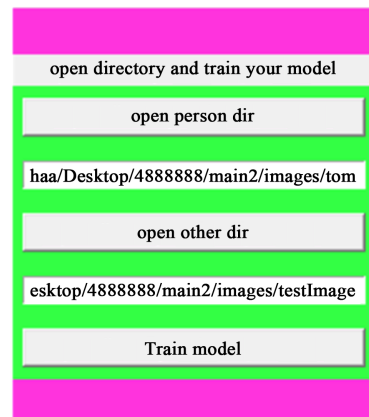 open directory and train your model
open person dir
haa/Desktop/4888888/main2/images/tom
open other dir
esktop/4888888/main2/images/testImage
Train model